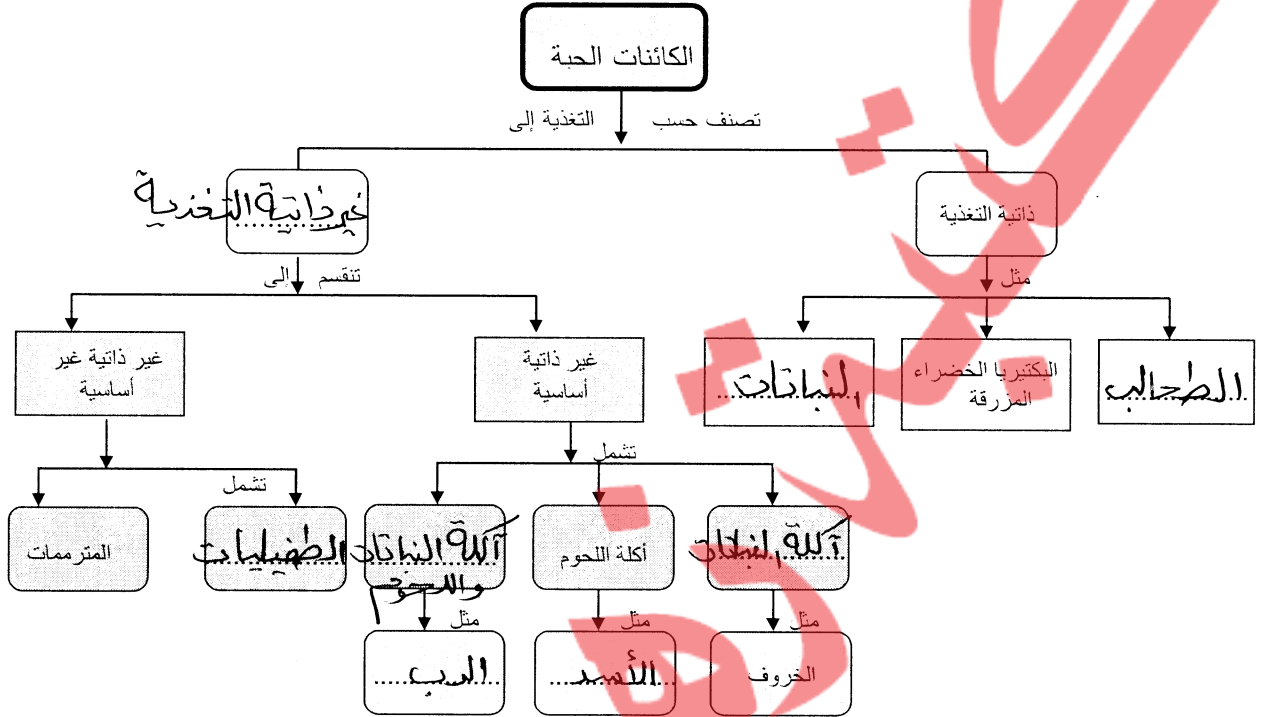 الكائنات الحبة
تصنف حسب التغذية إلى
ذاتية التغذية
غير ذاتية التغذية
مثل
تنقسم إلى
الطحالب
البكتيريا الخضراء
المزرقة
النباتات
غير ذاتية
أساسية
غير ذاتية غير
أساسية
تشمل
تشمل
آكلة النباتات
أكلة اللحوم
آكلة النباتات
واللحوم
الطفيليات
المترممات
مثل
مثل
مثل
الخروف
الأسد
الدب